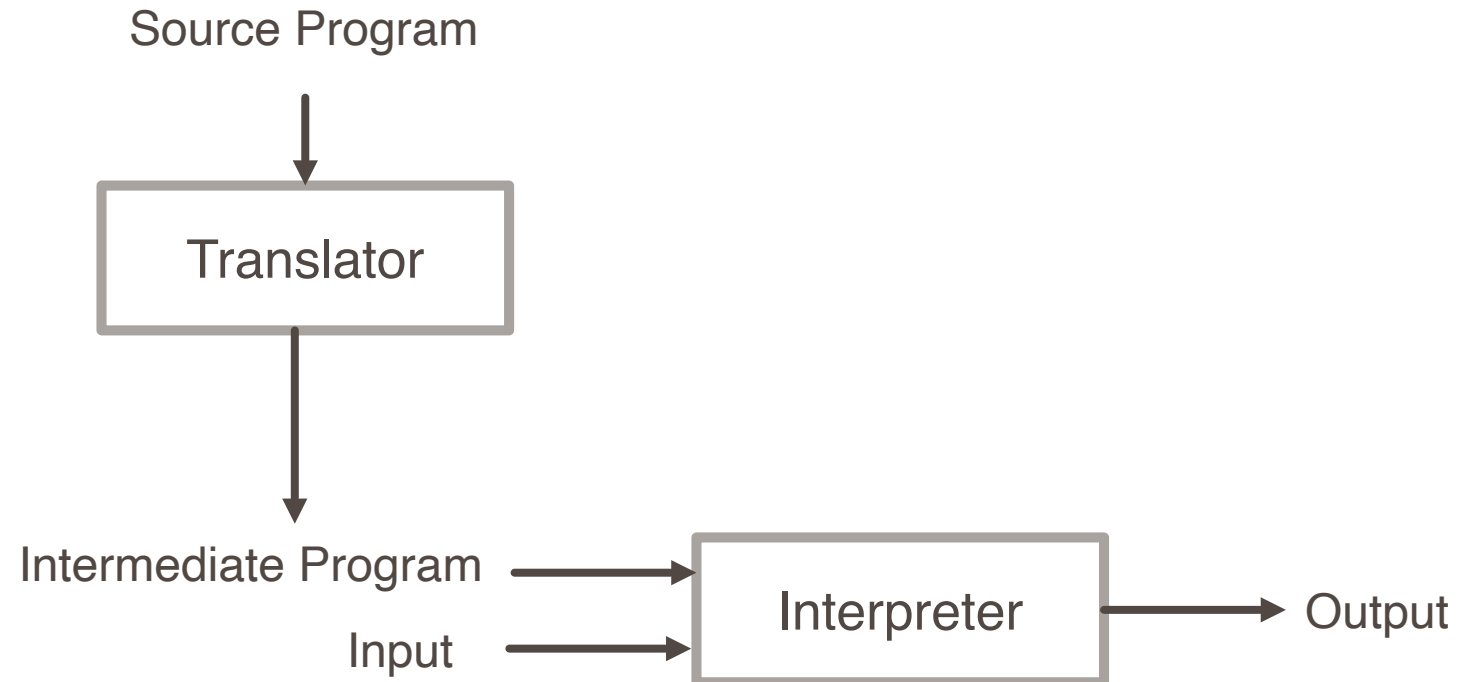 Source Program
Translator
Intermediate Program
Interpreter
Output
Input